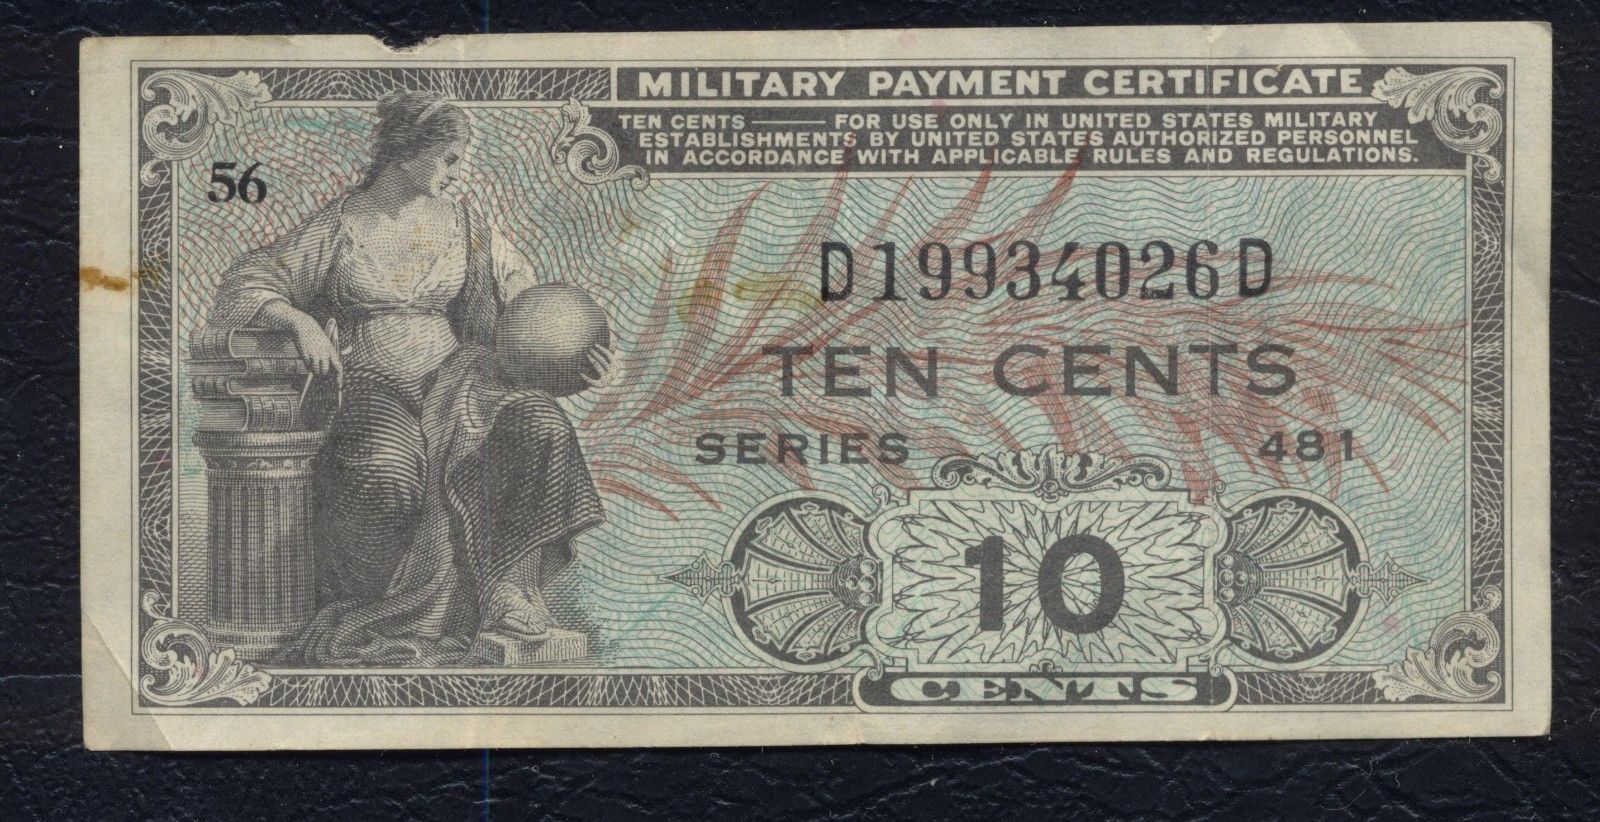 MILITARY PAYMENT CERTIFICATE
TEN CENTS —— FOR USE ONLY IN UNITED STATES MILITARY
ESTABLISHMENTS BY UNITED STATES AUTHORIZED PERSONNEL
IN ACCORDANCE WITH APPLICABLE RULES AND REGULATIONS.
56
D19934026D
TEN CENTS
SERIES 481
10
CENTS